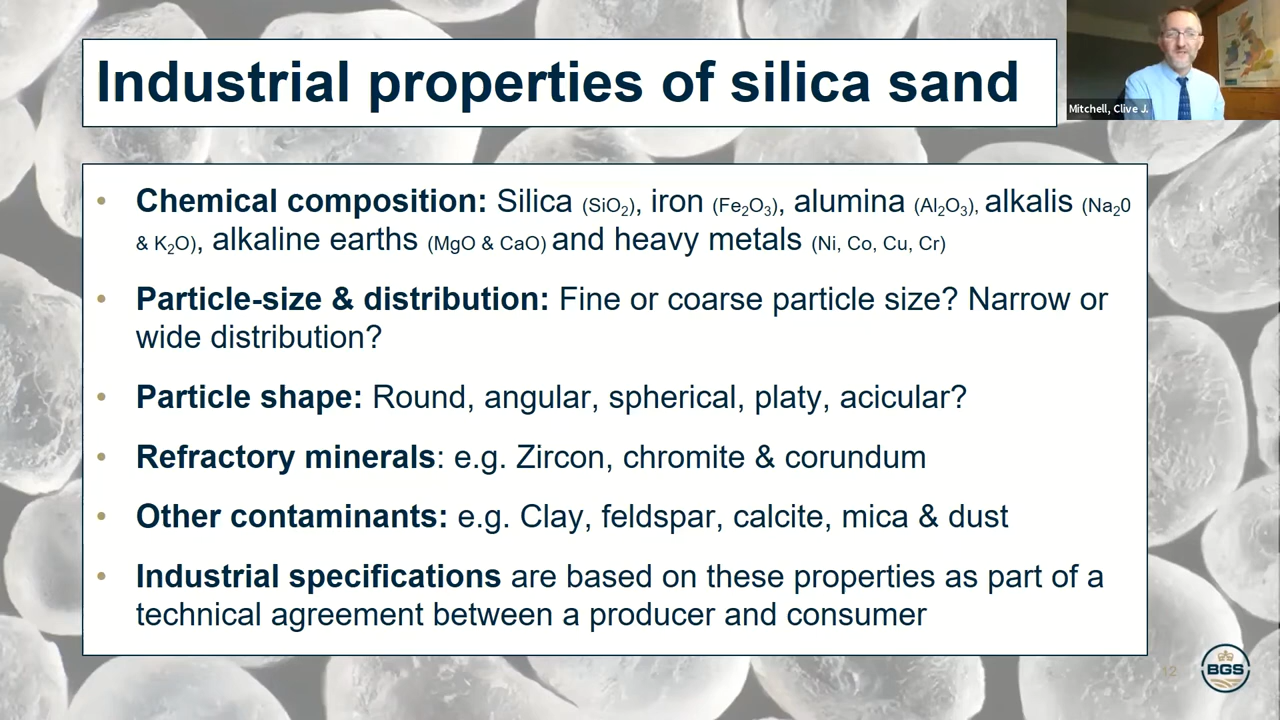 Industrial properties of silica sand
Mitchell, Clive J.
• Chemical composition: Silica (SiO₂), iron (Fe₂O₃), alumina (Al₂O₃), alkalis (Na₂0
& K₂O), alkaline earths (MgO & CaO) and heavy metals (Ni, Co, Cu, Cr)
• Particle-size & distribution: Fine or coarse particle size? Narrow or
wide distribution?
• Particle shape: Round, angular, spherical, platy, acicular?
• Refractory minerals: e.g. Zircon, chromite & corundum
• Other contaminants: e.g. Clay, feldspar, calcite, mica & dust
• Industrial specifications are based on these properties as part of a
technical agreement between a producer and consumer
12
BGS